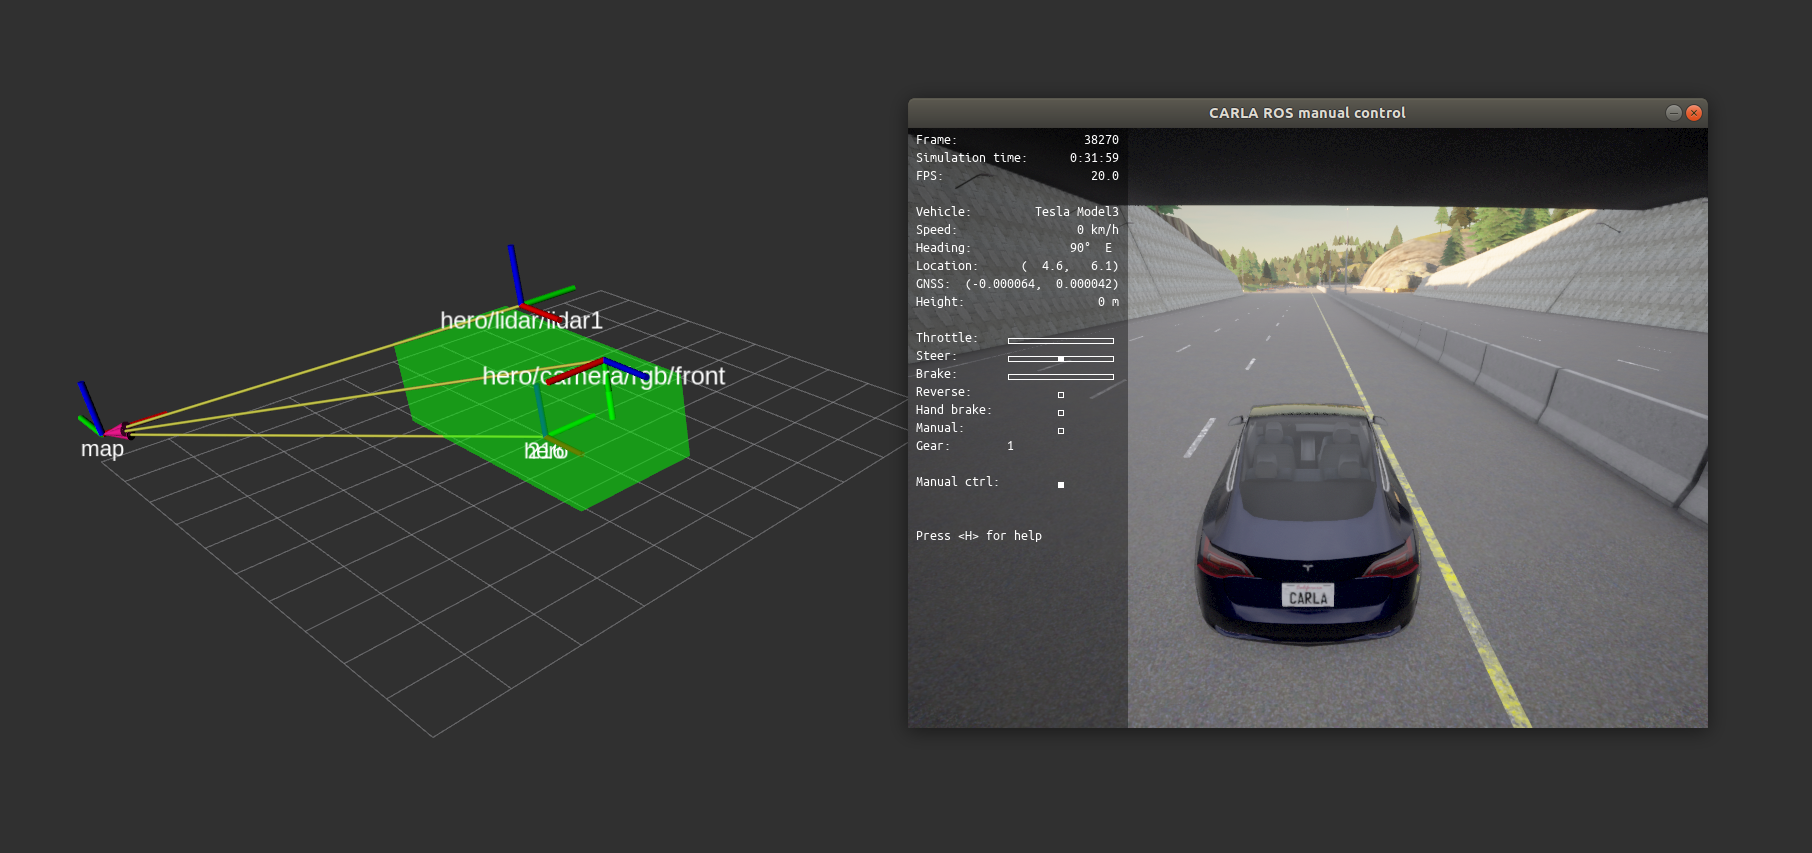 hero/lidar/lidar1
hero/camera/rgb/front
map
hero
CARLA ROS manual control
Frame: 38270
Simulation time: 0:31:59
FPS: 20.0
Vehicle: Tesla Model3
Speed: 0 km/h
Heading: 90° E
Location: ( 4.6, 6.1)
GNSS: (-0.000064, 0.000042)
Height: 0 m
Throttle:
Steer:
Brake:
Reverse:
Hand brake:
Manual:
Gear: 1
Manual ctrl:
Press <H> for help
CARLA